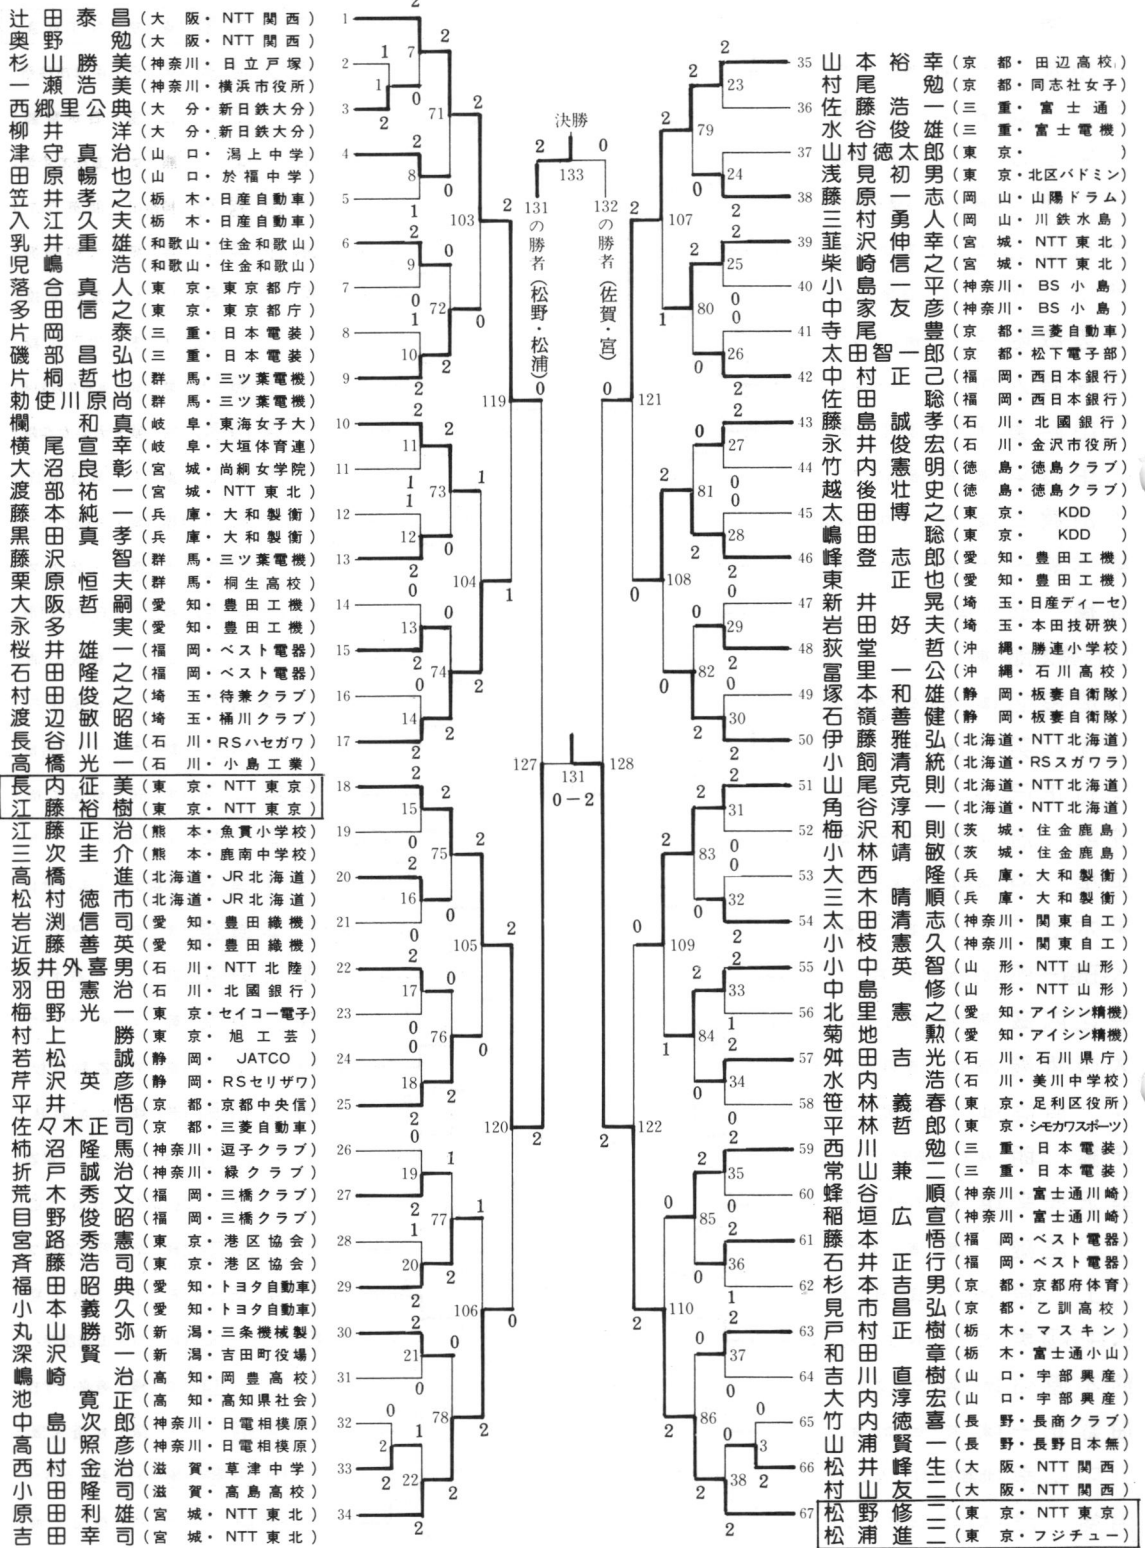 辻田泰昌(大 阪・NTT関西) 1
奥野 勉(大 阪・NTT関西)
杉山勝美(神奈川・日立戸塚) 2
一瀬浩美(神奈川・横浜市役所)
西郷里公典(大 分・新日鉄大分) 3
柳井 洋(大 分・新日鉄大分)
津守真治(山 口・潟上中学) 4
田原暢也(山 口・於福中学)
笠井孝之(栃 木・日産自動車) 5
入江久夫(栃 木・日産自動車)
乳井重雄(和歌山・住金和歌山) 6
児嶋 浩(和歌山・住金和歌山)
落合真人(東 京・東京都庁) 7
多田信之(東 京・東京都庁)
片岡 泰(三 重・日本電装) 8
磯部昌弘(三 重・日本電装)
片桐哲也(群 馬・三ツ葉電機) 9
勅使川原尚(群 馬・三ツ葉電機)
欄 和真(岐 阜・東海女子大) 10
横尾宣幸(岐 阜・大垣体育連)
大沼良彰(宮 城・尚絅女学院) 11
渡部祐一(宮 城・NTT東北)
藤本純一(兵 庫・大和製衡) 12
黒田真孝(兵 庫・大和製衡)
藤沢 智(群 馬・三ツ葉電機) 13
栗原恒夫(群 馬・桐生高校)
大阪哲嗣(愛 知・豊田工機) 14
永多 実(愛 知・豊田工機)
桜井雄一(福 岡・ベスト電器) 15
石田隆之(福 岡・ベスト電器)
村田俊之(埼 玉・待兼クラブ) 16
渡辺敏昭(埼 玉・桶川クラブ)
長谷川進(石 川・RSハセガワ) 17
高橋光一(石 川・小島工業)
長内征美(東 京・NTT東京) 18
江藤裕樹(東 京・NTT東京)
江藤正治(熊 本・魚貫小学校) 19
三次圭介(熊 本・鹿南中学校)
高橋 進(北海道・JR北海道) 20
松村徳市(北海道・JR北海道)
岩渕信司(愛 知・豊田織機) 21
近藤善英(愛 知・豊田織機)
坂井外喜男(石 川・NTT北陸) 22
羽田憲治(石 川・北國銀行)
梅野光一(東 京・セイコー電子) 23
村上 勝(東 京・旭工芸)
若松 誠(静 岡・JATCO) 24
芹沢英彦(静 岡・RSセリザワ)
平井 悟(京 都・京都中央信) 25
佐々木正司(京 都・三菱自動車)
柿沼隆馬(神奈川・逗子クラブ) 26
折戸誠治(神奈川・緑クラブ)
荒木秀文(福 岡・三橋クラブ) 27
目野俊昭(福 岡・三橋クラブ)
宮路秀憲(東 京・港区協会) 28
斉藤浩司(東 京・港区協会)
福田昭典(愛 知・トヨタ自動車) 29
小本義久(愛 知・トヨタ自動車)
丸山勝弥(新 潟・三条機械製) 30
深沢賢一(新 潟・吉田町役場)
嶋崎 治(高 知・岡豊高校) 31
池 寛正(高 知・高知県社会)
中島次郎(神奈川・日電相模原) 32
高山照彦(神奈川・日電相模原)
西村金治(滋 賀・草津中学) 33
小田隆司(滋 賀・高島高校)
原田利雄(宮 城・NTT東北) 34
吉田幸司(宮 城・NTT東北)
決勝
2 0
133
131の勝者(松野・松浦)
132の勝者(佐賀・宮)
131
0-2
35 山本裕幸(京 都・田辺高校)
村尾 勉(京 都・同志社女子)
36 佐藤浩一(三 重・富士通)
水谷俊雄(三 重・富士電機)
37 山村徳太郎(東 京・ )
浅見初男(東 京・北区バドミン)
38 藤原一志(岡 山・山陽ドラム)
三村勇人(岡 山・川鉄水島)
39 韮沢伸幸(宮 城・NTT東北)
柴崎信之(宮 城・NTT東北)
40 小島一平(神奈川・BS小島)
中家友彦(神奈川・BS小島)
41 寺尾 豊(京 都・三菱自動車)
太田智一郎(京 都・松下電子部)
42 中村正己(福 岡・西日本銀行)
佐田 聡(福 岡・西日本銀行)
43 藤島誠孝(石 川・北國銀行)
永井俊宏(石 川・金沢市役所)
44 竹内憲明(徳 島・徳島クラブ)
越後壮史(徳 島・徳島クラブ)
45 太田博之(東 京・KDD)
嶋田 聡(東 京・KDD)
46 峰登志郎(愛 知・豊田工機)
東 正也(愛 知・豊田工機)
47 新井 晃(埼 玉・日産ディーセ)
岩田好夫(埼 玉・本田技研狭)
48 荻堂 哲(沖 縄・勝連小学校)
冨里一公(沖 縄・石川高校)
49 塚本和雄(静 岡・板妻自衛隊)
石嶺善健(静 岡・板妻自衛隊)
50 伊藤雅弘(北海道・NTT北海道)
小飼清統(北海道・RSスガワラ)
51 山尾克則(北海道・NTT北海道)
角谷淳一(北海道・NTT北海道)
52 梅沢和則(茨 城・住金鹿島)
小林靖敏(茨 城・住金鹿島)
53 大西 隆(兵 庫・大和製衡)
三木晴順(兵 庫・大和製衡)
54 太田清志(神奈川・関東自工)
小枝憲久(神奈川・関東自工)
55 小中英智(山 形・NTT山形)
中島 修(山 形・NTT山形)
56 北里憲之(愛 知・アイシン精機)
菊地 勲(愛 知・アイシン精機)
57 舛田吉光(石 川・石川県庁)
水内 浩(石 川・美川中学校)
58 笹林義春(東 京・足利区役所)
平林哲郎(東 京・シモカワスポーツ)
59 西川 勉(三 重・日本電装)
常山兼二(三 重・日本電装)
60 蜂谷 順(神奈川・富士通川崎)
稲垣広宣(神奈川・富士通川崎)
61 藤本 悟(福 岡・ベスト電器)
石井正行(福 岡・ベスト電器)
62 杉本吉男(京 都・京都府体育)
見市昌弘(京 都・乙訓高校)
63 戸村正樹(栃 木・マスキン)
和田 章(栃 木・富士通小山)
64 吉川直樹(山 口・宇部興産)
大内淳宏(山 口・宇部興産)
65 竹内徳喜(長 野・長商クラブ)
山浦賢一(長 野・長野日本無)
66 松井峰生(大 阪・NTT関西)
村山友二(大 阪・NTT関西)
67 松野修二(東 京・NTT東京)
松浦進二(東 京・フジチュー)